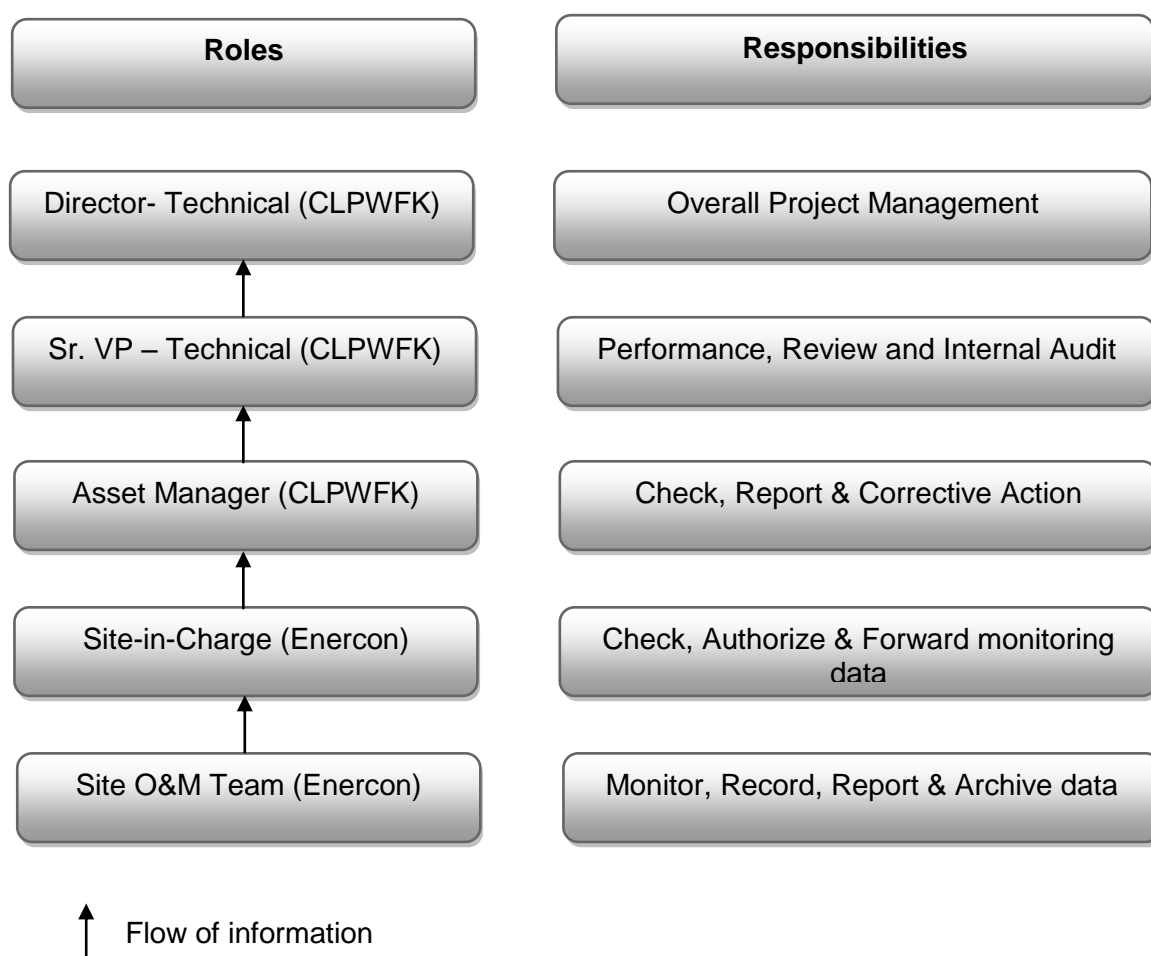 Roles
Responsibilities
Director- Technical (CLPWFK)
Overall Project Management
Sr. VP – Technical (CLPWFK)
Performance, Review and Internal Audit
Asset Manager (CLPWFK)
Check, Report & Corrective Action
Site-in-Charge (Enercon)
Check, Authorize & Forward monitoring
data
Site O&M Team (Enercon)
Monitor, Record, Report & Archive data
Flow of information